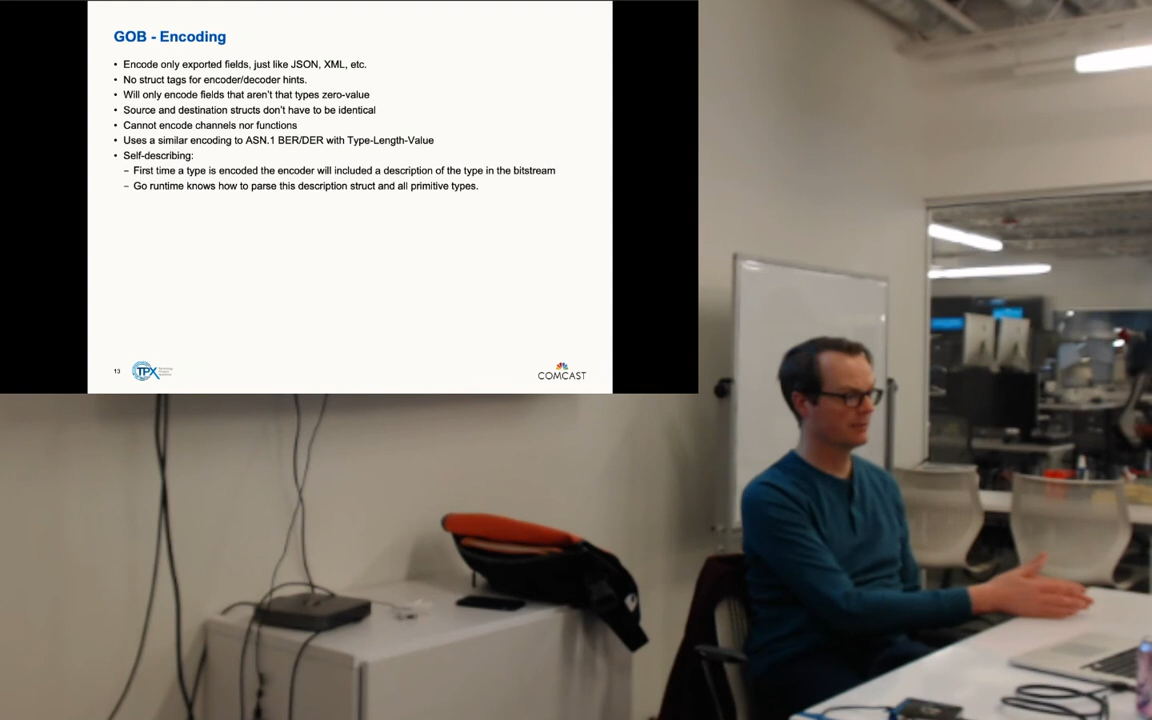 GOB - Encoding
• Encode only exported fields, just like JSON, XML, etc.
• No struct tags for encoder/decoder hints.
• Will only encode fields that aren't that types zero-value
• Source and destination structs don't have to be identical
• Cannot encode channels nor functions
• Uses a similar encoding to ASN.1 BER/DER with Type-Length-Value
• Self-describing:
– First time a type is encoded the encoder will included a description of the type in the bitstream
– Go runtime knows how to parse this description struct and all primitive types.
13
TPX
COMCAST